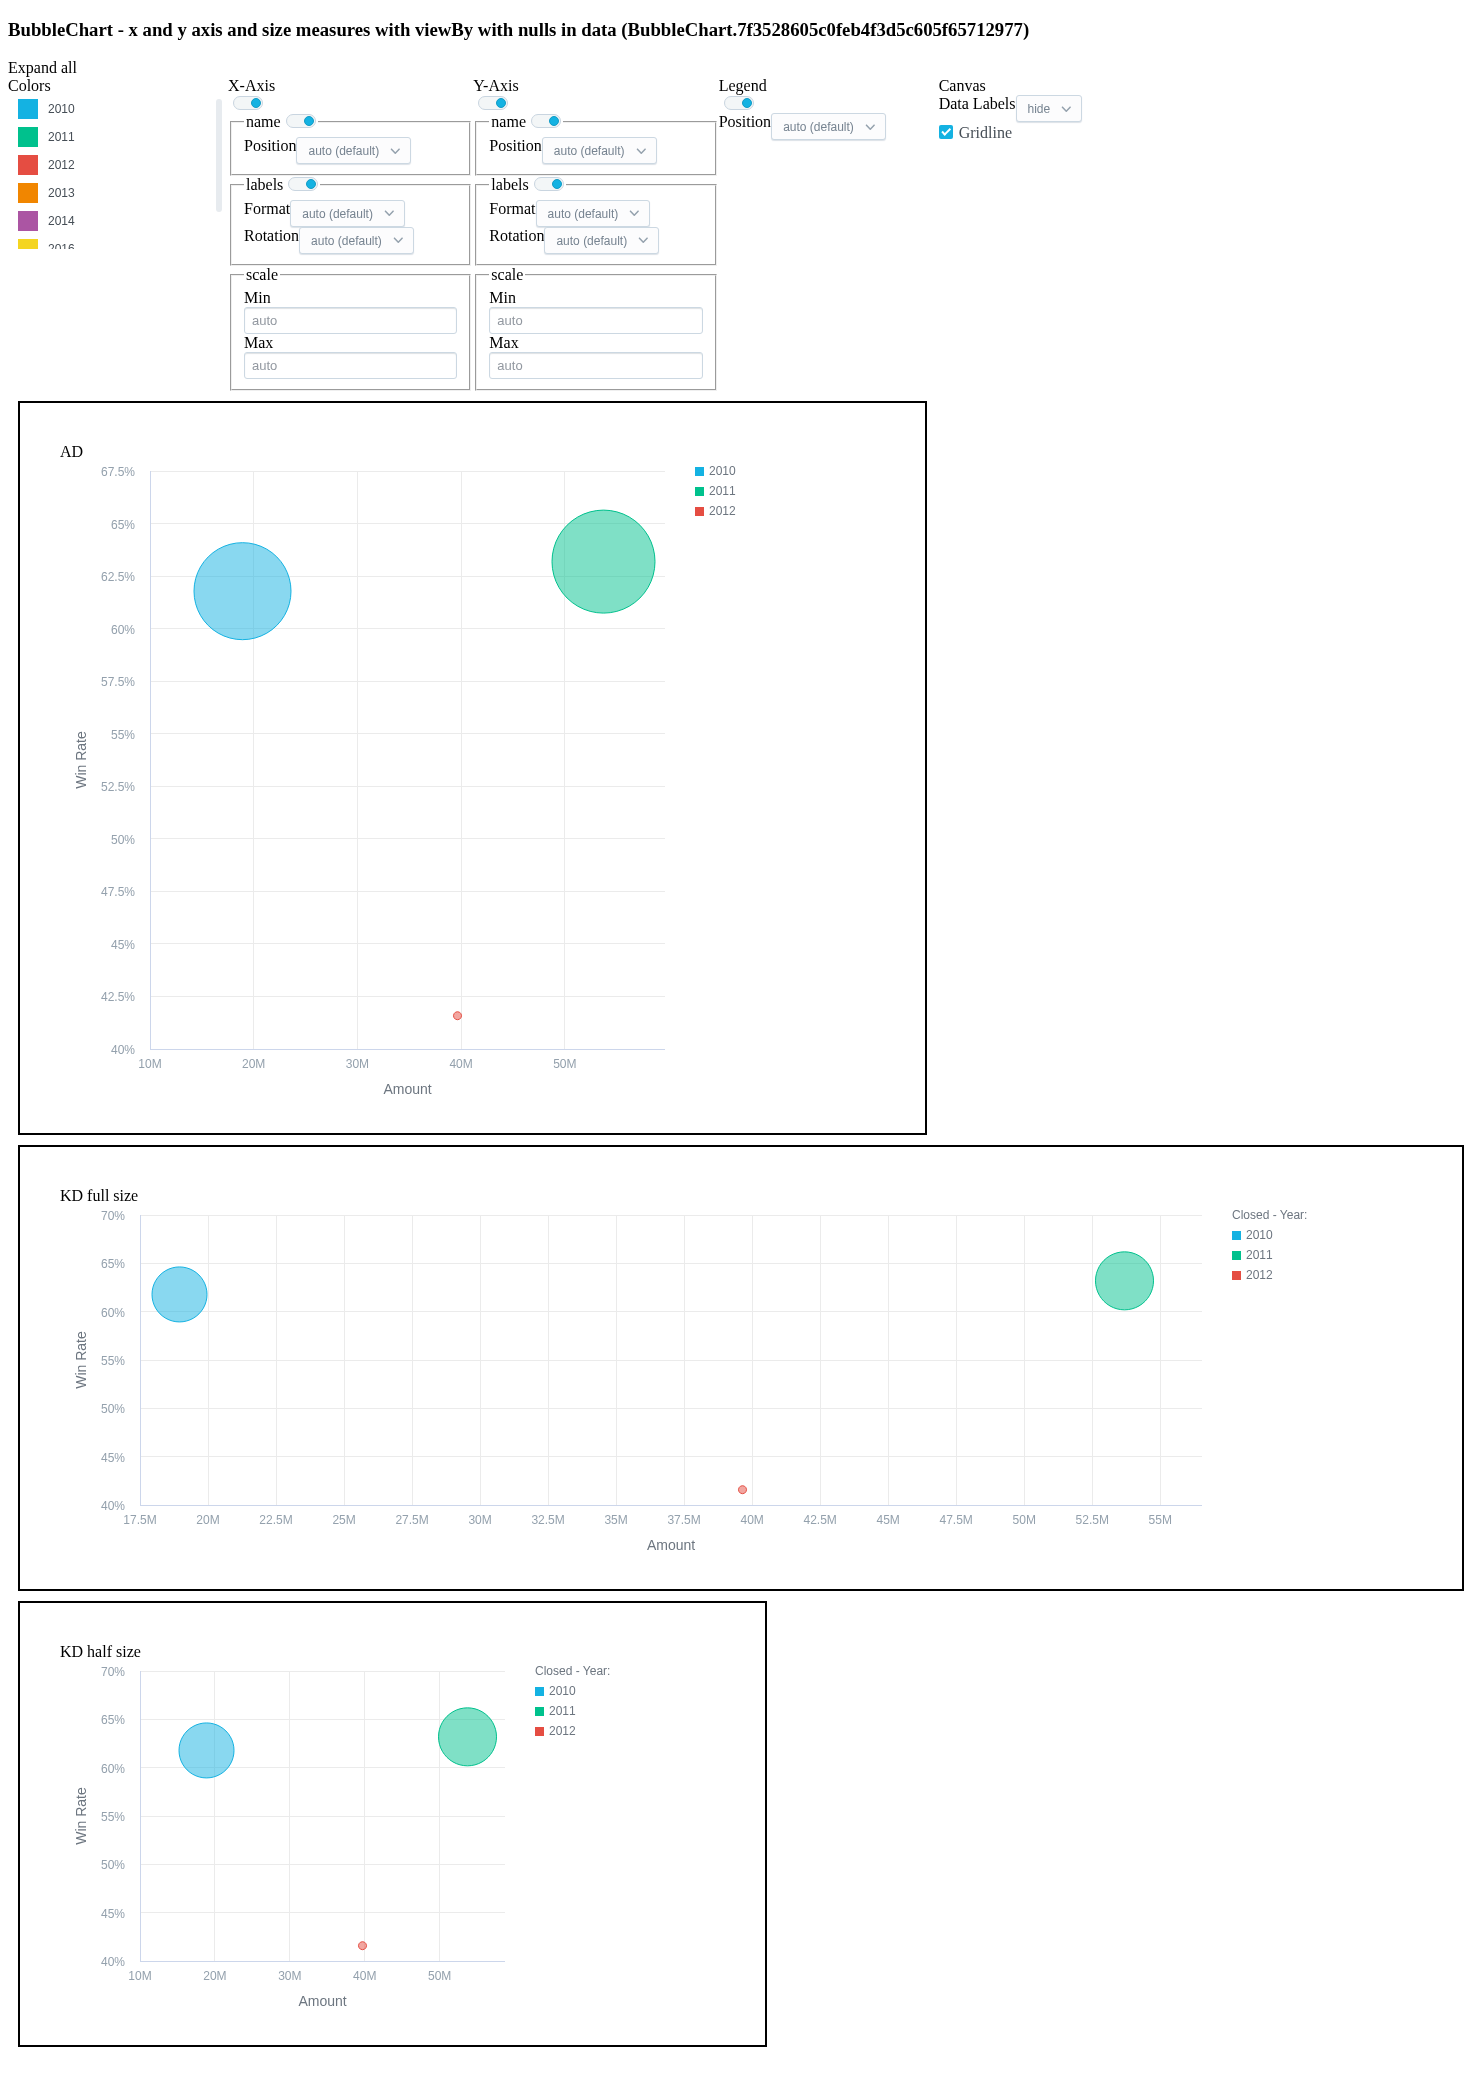 BubbleChart - x and y axis and size measures with viewBy with nulls in data (BubbleChart.7f3528605c0feb4f3d5c605f65712977)
Expand all
Colors
2010
2011
2012
2013
2014
2016
X-Axis
name
Position auto (default)
labels
Format auto (default)
Rotation auto (default)
scale
Min
auto
Max
auto
Y-Axis
name
Position auto (default)
labels
Format auto (default)
Rotation auto (default)
scale
Min
auto
Max
auto
Legend
Position auto (default)
Canvas
Data Labels hide
Gridline
AD
67.5%
65%
62.5%
60%
57.5%
55%
52.5%
50%
47.5%
45%
42.5%
40%
Win Rate
10M 20M 30M 40M 50M
Amount
2010
2011
2012
KD full size
70%
65%
60%
55%
50%
45%
40%
Win Rate
17.5M 20M 22.5M 25M 27.5M 30M 32.5M 35M 37.5M 40M 42.5M 45M 47.5M 50M 52.5M 55M
Amount
Closed - Year:
2010
2011
2012
KD half size
70%
65%
60%
55%
50%
45%
40%
Win Rate
10M 20M 30M 40M 50M
Amount
Closed - Year:
2010
2011
2012